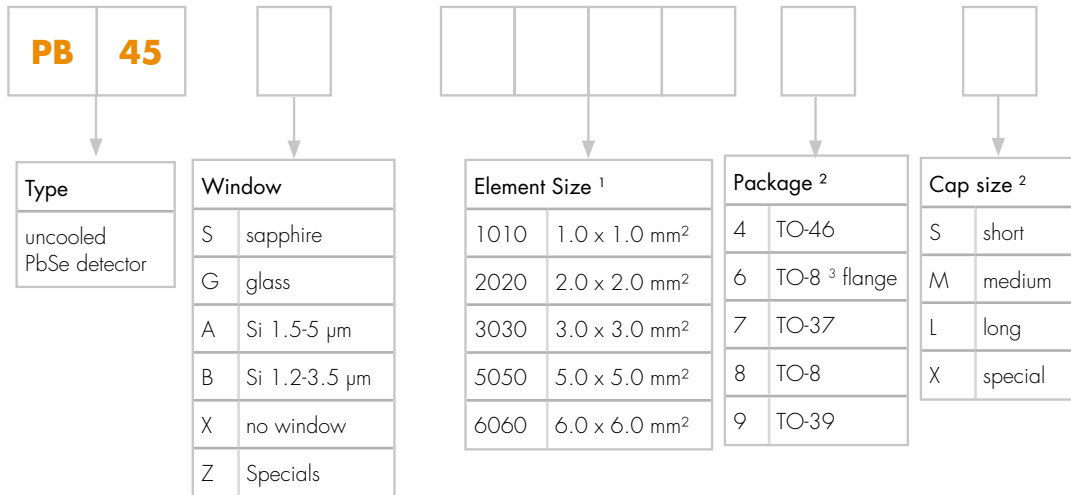 PB 45
Type
uncooled
PbSe detector
Window
S sapphire
G glass
A Si 1.5-5 µm
B Si 1.2-3.5 µm
X no window
Z Specials
Element Size ¹
1010 1.0 x 1.0 mm²
2020 2.0 x 2.0 mm²
3030 3.0 x 3.0 mm²
5050 5.0 x 5.0 mm²
6060 6.0 x 6.0 mm²
Package ²
4 TO-46
6 TO-8 ³ flange
7 TO-37
8 TO-8
9 TO-39
Cap size ²
S short
M medium
L long
X special